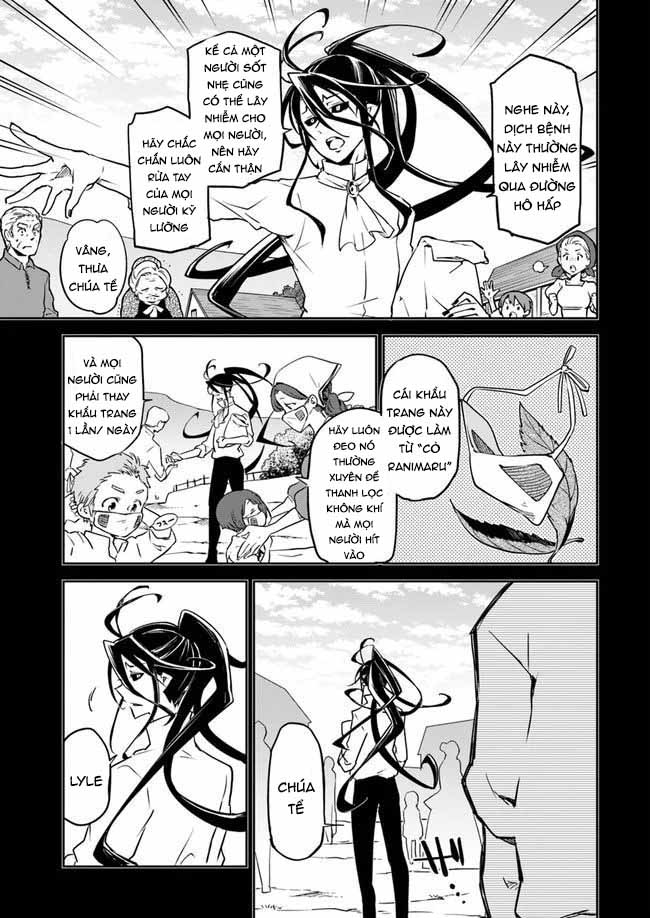 NGHE NÀY,
DỊCH BỆNH
NÀY THƯỜNG
LÂY NHIỄM
QUA ĐƯỜNG
HÔ HẤP
KỂ CẢ MỘT
NGƯỜI SỐT
NHẸ CŨNG
CÓ THỂ LÂY
NHIỄM CHO
MỌI NGƯỜI,
NÊN HÃY
CẨN THẬN
HÃY CHẮC
CHẮN LUÔN
RỬA TAY
CỦA MỌI
NGƯỜI KỸ
LƯỠNG
VÂNG,
THƯA
CHÚA TỂ
CÁI KHẨU
TRANG NÀY
ĐƯỢC LÀM
TỪ "CỎ
RANIMARU"
HÃY LUÔN
ĐEO NÓ
THƯỜNG
XUYÊN ĐỂ
THANH LỌC
KHÔNG KHÍ
MÀ MỌI
NGƯỜI HÍT
VÀO
VÀ MỌI
NGƯỜI CŨNG
PHẢI THAY
KHẨU TRANG
1 LẦN/ NGÀY
CHÚA
TỂ
LYLE